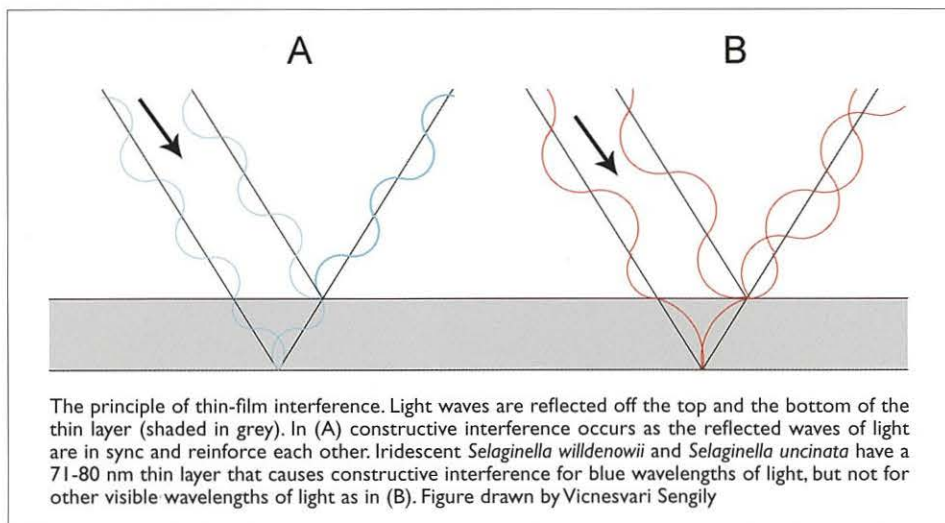 A B
The principle of thin-film interference. Light waves are reflected off the top and the bottom of the
thin layer (shaded in grey). In (A) constructive interference occurs as the reflected waves of light
are in sync and reinforce each other. Iridescent Selaginella willdenowii and Selaginella uncinata have a
71-80 nm thin layer that causes constructive interference for blue wavelengths of light, but not for
other visible wavelengths of light as in (B). Figure drawn by Vicnesvari Sengily